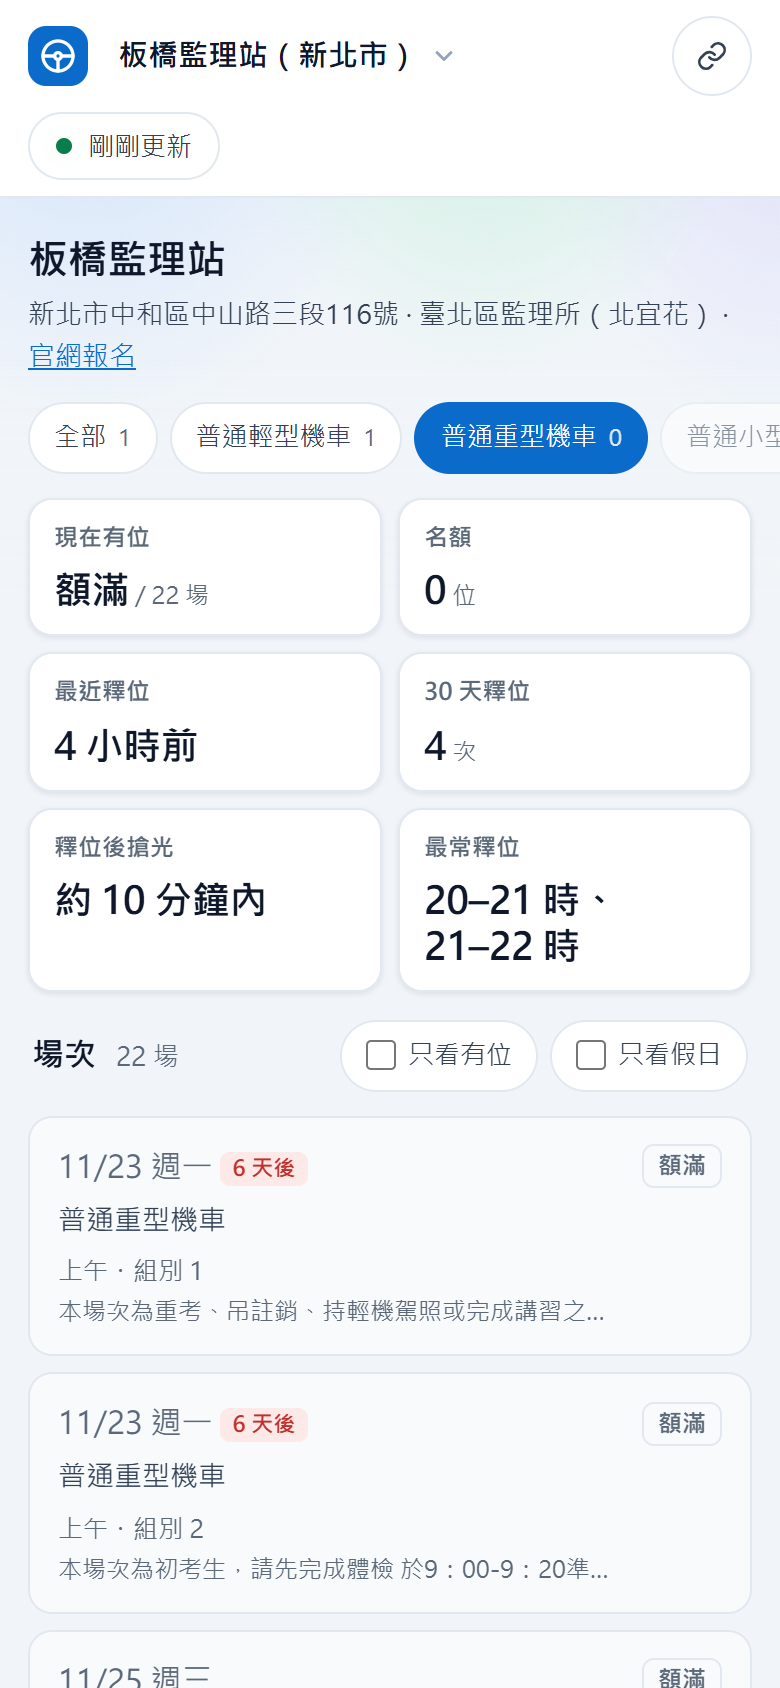 板橋監理站（新北市）
剛剛更新
板橋監理站
新北市中和區中山路三段116號 · 臺北區監理所（北宜花） ·
官網報名
全部 1 普通輕型機車 1 普通重型機車 0 普通小型
現在有位 名額
額滿 / 22 場 0 位
最近釋位 30 天釋位
4 小時前 4 次
釋位後搶光 最常釋位
約 10 分鐘內 20–21 時、
21–22 時
場次 22 場 只看有位 只看假日
11/23 週一 6 天後 額滿
普通重型機車
上午 · 組別 1
本場次為重考、吊註銷、持輕機駕照或完成講習之...
11/23 週一 6 天後 額滿
普通重型機車
上午 · 組別 2
本場次為初考生，請先完成體檢 於9：00-9：20準...
11/25 週三 額滿